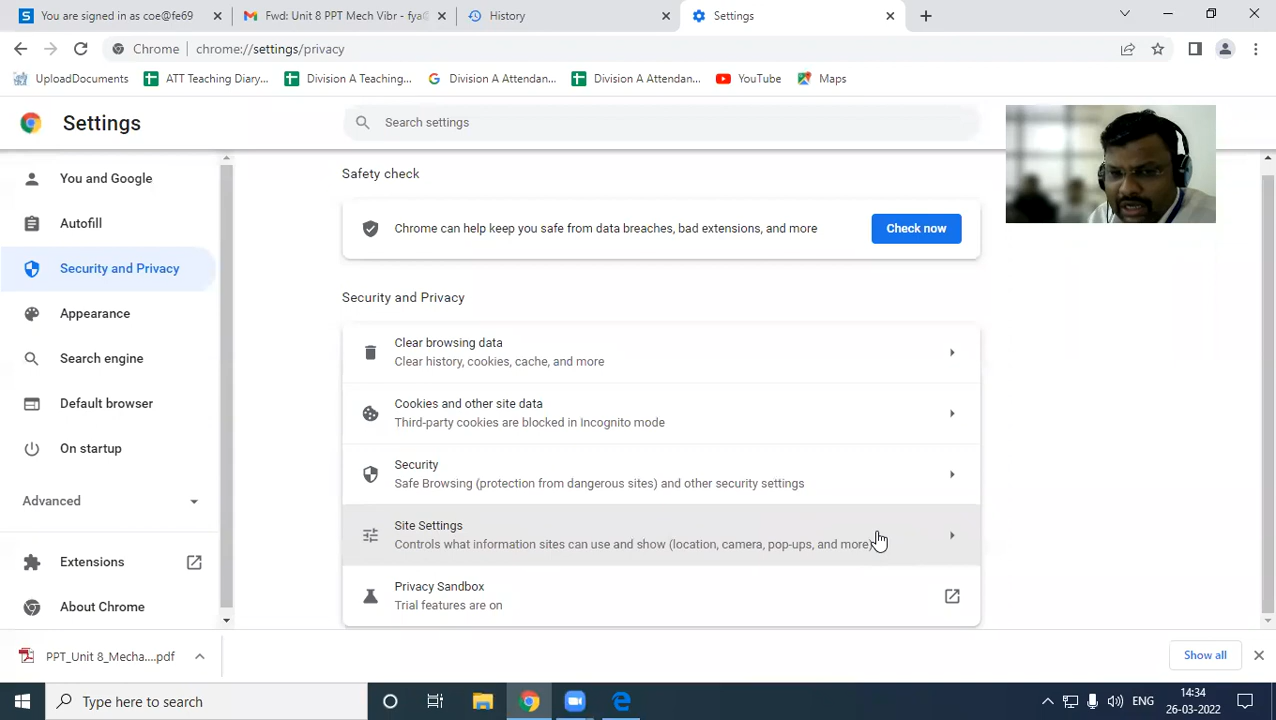 You are signed in as coe@fe69
Fwd: Unit 8 PPT Mech Vibr - fya
History
Settings
Chrome
chrome://settings/privacy
UploadDocuments
ATT Teaching Diary...
Division A Teaching...
Division A Attendan...
Division A Attendan...
YouTube
Maps
Settings
Search settings
You and Google
Autofill
Security and Privacy
Appearance
Search engine
Default browser
On startup
Advanced
Extensions
About Chrome
Safety check
Chrome can help keep you safe from data breaches, bad extensions, and more
Check now
Security and Privacy
Clear browsing data
Clear history, cookies, cache, and more
Cookies and other site data
Third-party cookies are blocked in Incognito mode
Security
Safe Browsing (protection from dangerous sites) and other security settings
Site Settings
Controls what information sites can use and show (location, camera, pop-ups, and more)
Privacy Sandbox
Trial features are on
PPT_Unit 8_Mecha....pdf
Show all
Type here to search
ENG
14:34
26-03-2022